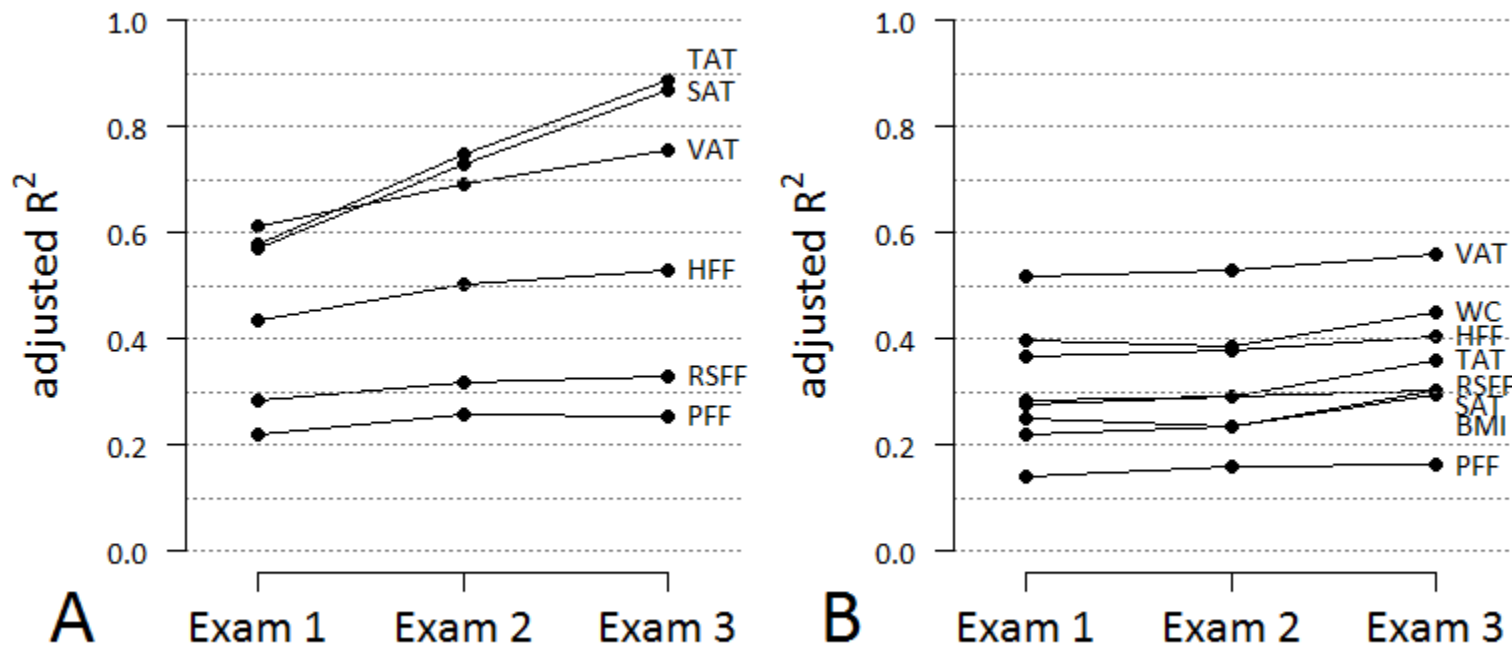 adjusted R²
1.0
0.8
0.6
0.4
0.2
0.0
TAT
SAT
VAT
HFF
RSFF
PFF
A
Exam 1 Exam 2 Exam 3
adjusted R²
1.0
0.8
0.6
0.4
0.2
0.0
VAT
WC
HFF
TAT
RSFF
SAT
BMI
PFF
B
Exam 1 Exam 2 Exam 3